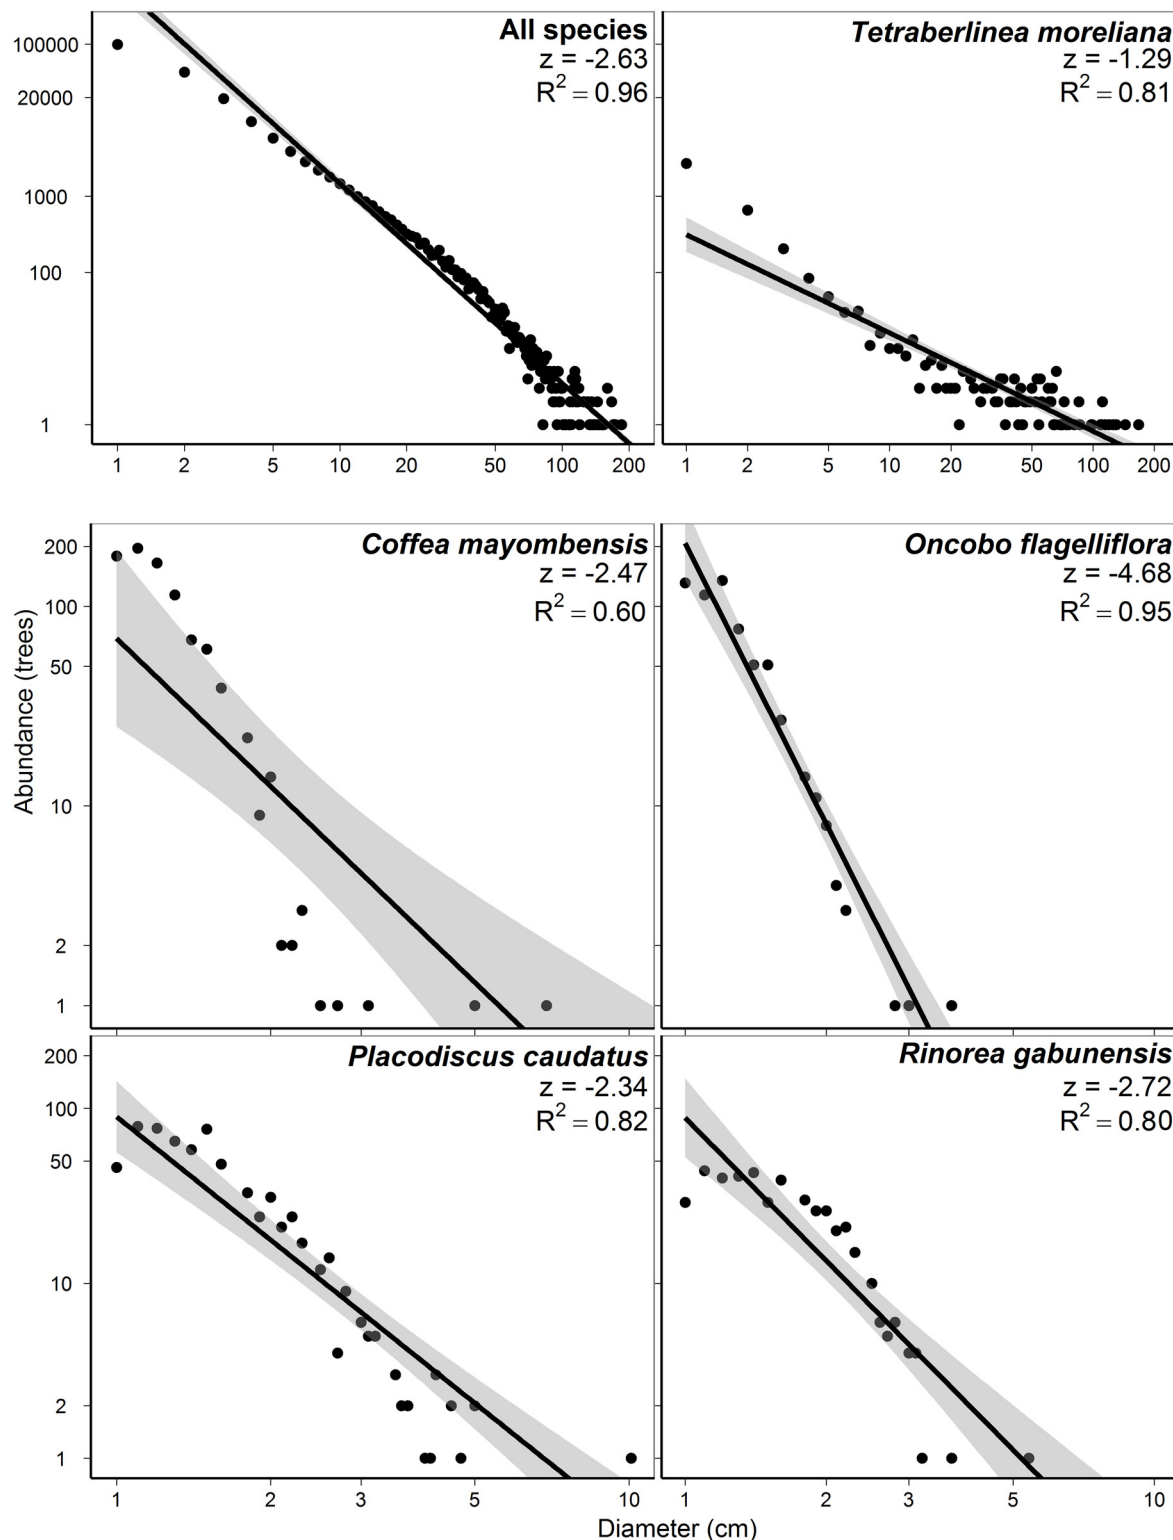 All species
z = -2.63
R² = 0.96
100000
20000
1000
100
1
1 2 5 10 20 50 100 200
Tetraberlinea moreliana
z = -1.29
R² = 0.81
1 2 5 10 20 50 100 200
Abundance (trees)
Coffea mayombensis
z = -2.47
R² = 0.60
200
100
50
10
2
1
Oncobo flagelliflora
z = -4.68
R² = 0.95
Placodiscus caudatus
z = -2.34
R² = 0.82
200
100
50
10
2
1
1 2 3 5 10
Rinorea gabunensis
z = -2.72
R² = 0.80
1 2 3 5 10
Diameter (cm)